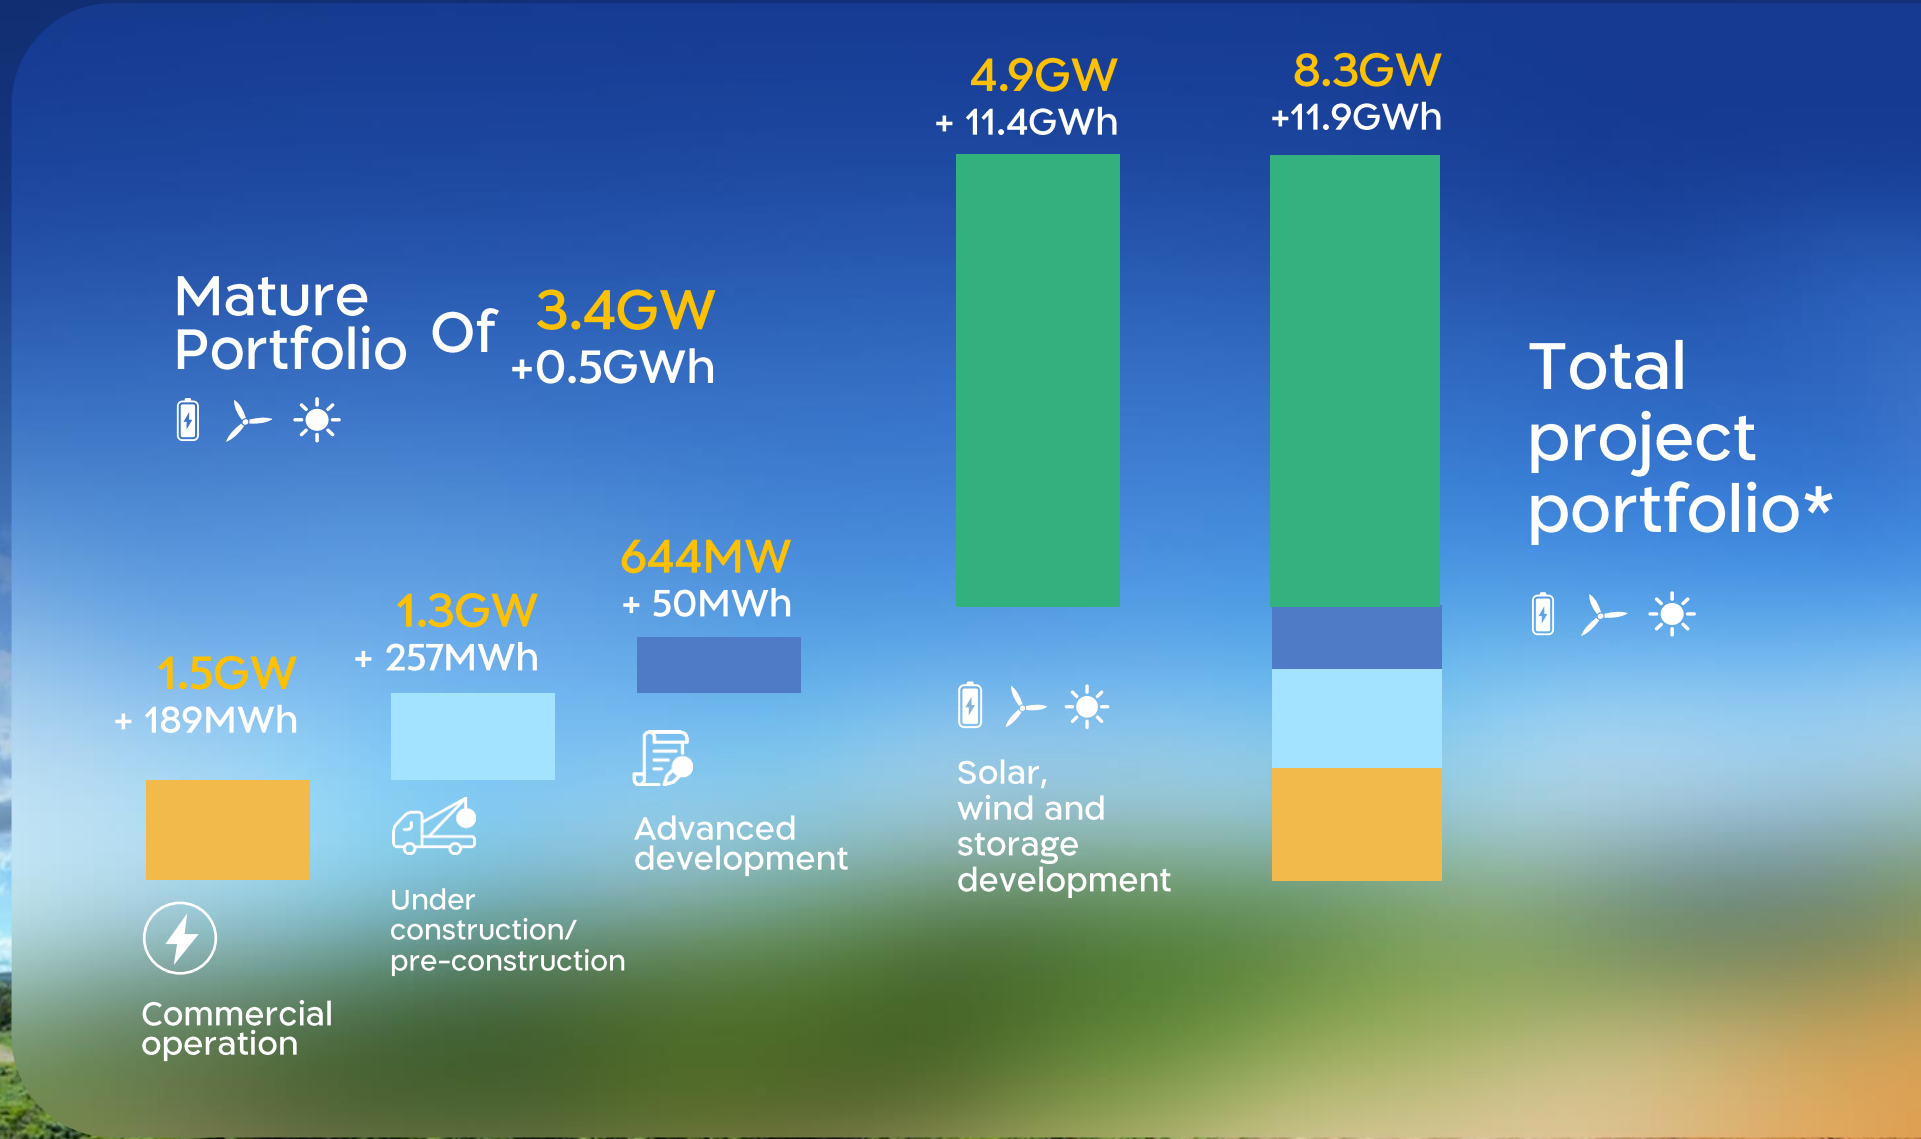 Mature
Portfolio
Of
3.4GW
+0.5GWh
1.5GW
+ 189MWh
Commercial
operation
1.3GW
+ 257MWh
Under
construction/
pre-construction
644MW
+ 50MWh
Advanced
development
4.9GW
+ 11.4GWh
Solar,
wind and
storage
development
8.3GW
+11.9GWh
Total
project
portfolio*